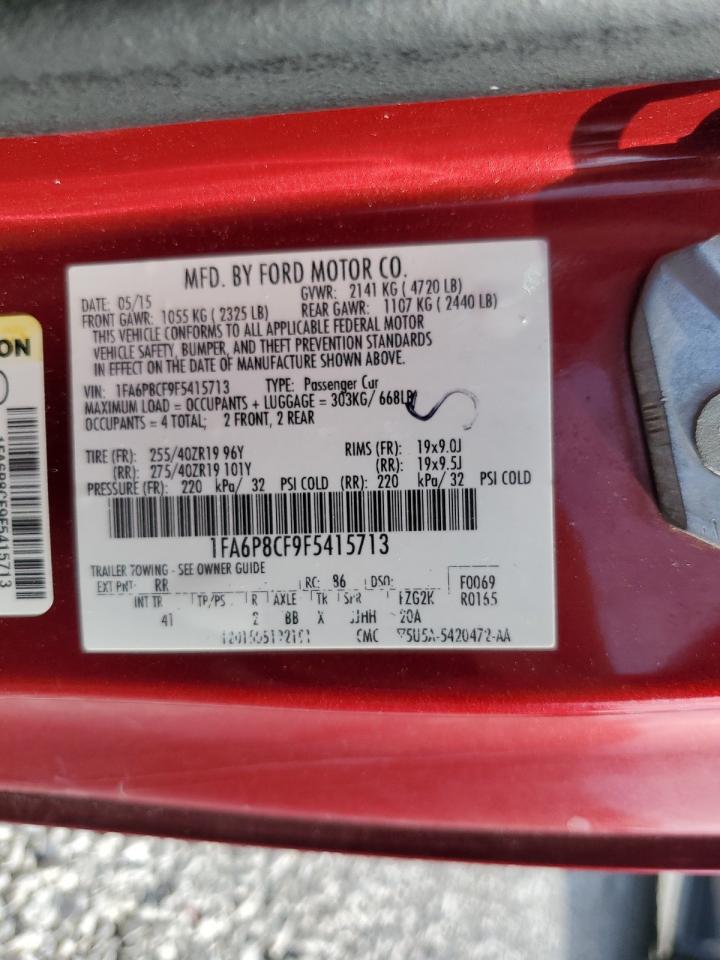 MFD. BY FORD MOTOR CO.
DATE: 05/15 GVWR: 2141 KG ( 4720 LB)
FRONT GAWR: 1055 KG ( 2325 LB) REAR GAWR: 1107 KG ( 2440 LB)
THIS VEHICLE CONFORMS TO ALL APPLICABLE FEDERAL MOTOR
VEHICLE SAFETY, BUMPER, AND THEFT PREVENTION STANDARDS
IN EFFECT ON THE DATE OF MANUFACTURE SHOWN ABOVE.
VIN: 1FA6P8CF9F5415713 TYPE: Passenger Car
MAXIMUM LOAD = OCCUPANTS + LUGGAGE = 303KG/ 668LB
OCCUPANTS = 4 TOTAL; 2 FRONT, 2 REAR
TIRE (FR): 255/40ZR19 96Y RIMS (FR): 19x9.0J
(RR): 275/40ZR19 101Y (RR): 19x9.5J
PRESSURE (FR): 220 kPa/ 32 PSI COLD (RR): 220 kPa/ 32 PSI COLD
1FA6P8CF9F5415713
TRAILER TOWING - SEE OWNER GUIDE
EXT PNT: RR RC: 86 DSO: F0069
INT TR TP/PS R AXLE TR SPR FZG2K R0165
41 2 BB X JJHH 20A
CMC 5U5A-5420472-AA
ON
1FA6P8CF9F5415713